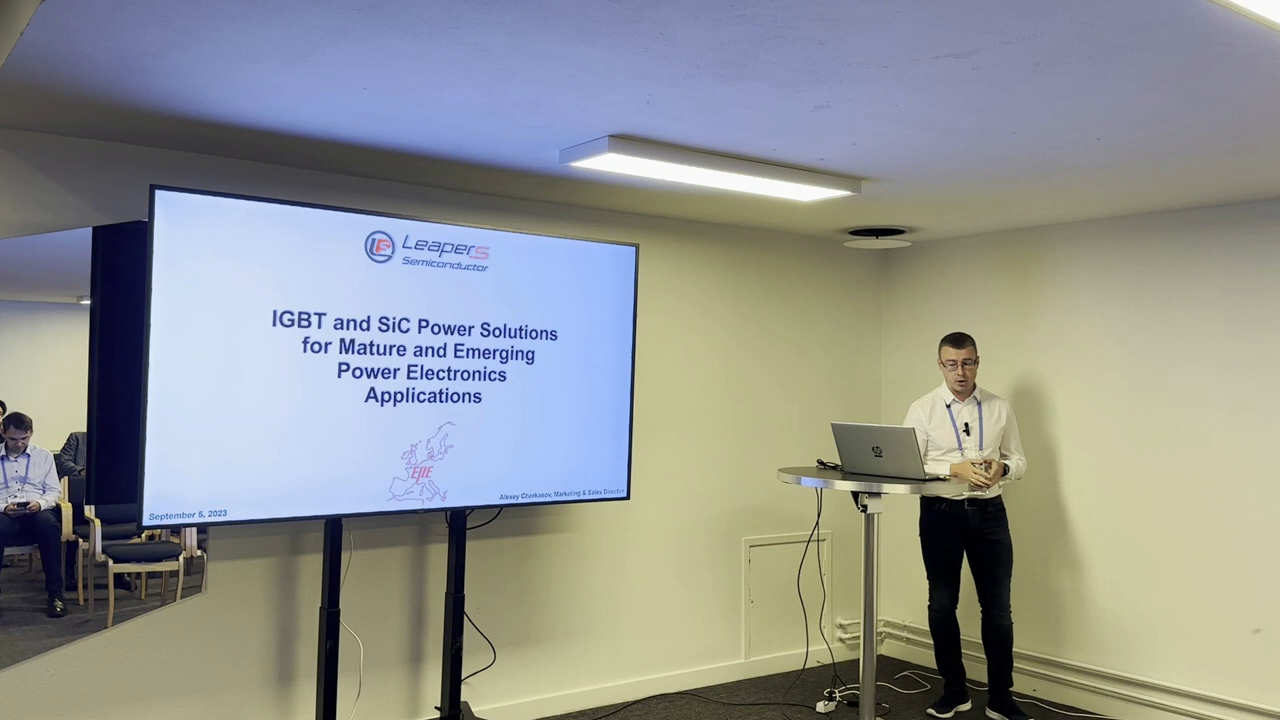 Leapers
Semiconductor
IGBT and SiC Power Solutions
for Mature and Emerging
Power Electronics
Applications
EPE
Alexey Cherkasov, Marketing & Sales Director
September 5, 2023
hp